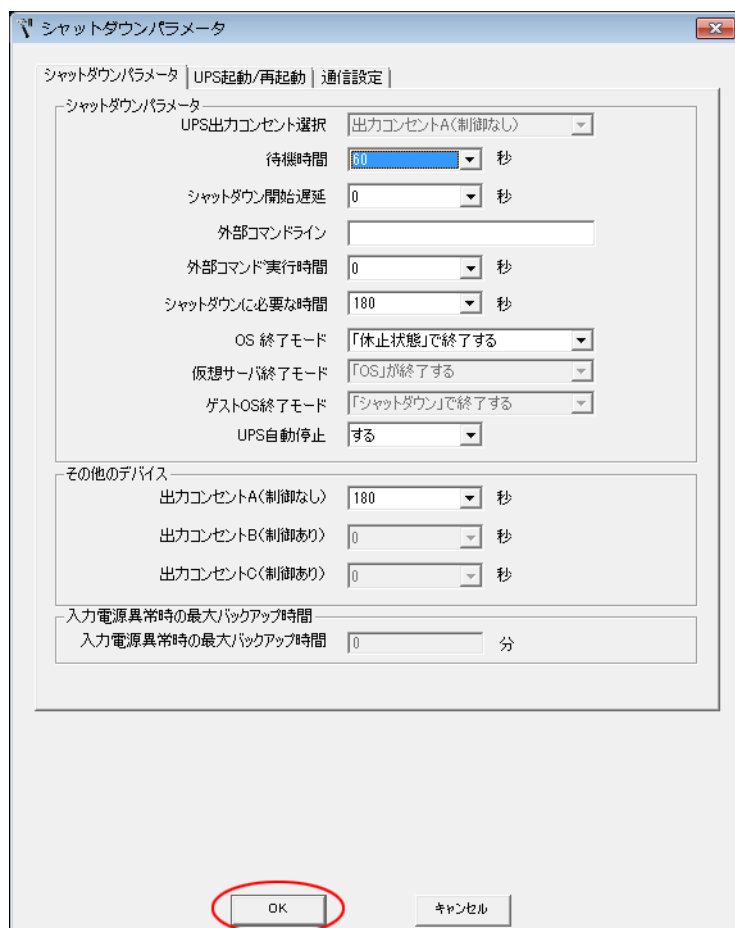 シャットダウンパラメータ
シャットダウンパラメータ UPS起動/再起動 通信設定
シャットダウンパラメータ
UPS出力コンセント選択 出力コンセントA(制御なし)
待機時間 60 秒
シャットダウン開始遅延 0 秒
外部コマンドライン
外部コマンド実行時間 0 秒
シャットダウンに必要な時間 180 秒
OS 終了モード 「休止状態」で終了する
仮想サーバ終了モード 「OS」が終了する
ゲストOS終了モード 「シャットダウン」で終了する
UPS自動停止 する
その他のデバイス
出力コンセントA(制御なし) 180 秒
出力コンセントB(制御あり) 0 秒
出力コンセントC(制御あり) 0 秒
入力電源異常時の最大バックアップ時間
入力電源異常時の最大バックアップ時間 0 分
OK キャンセル